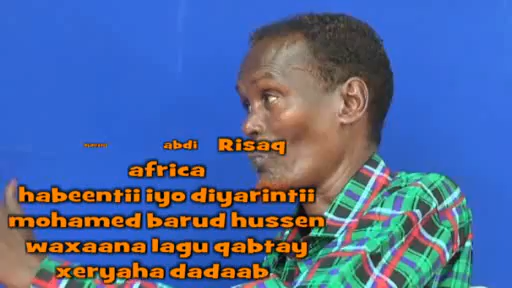 abdi Risaq
africa
habeentii iyo diyarintii
mohamed barud hussen
waxaana lagu qabtay
xeryaha dadaab